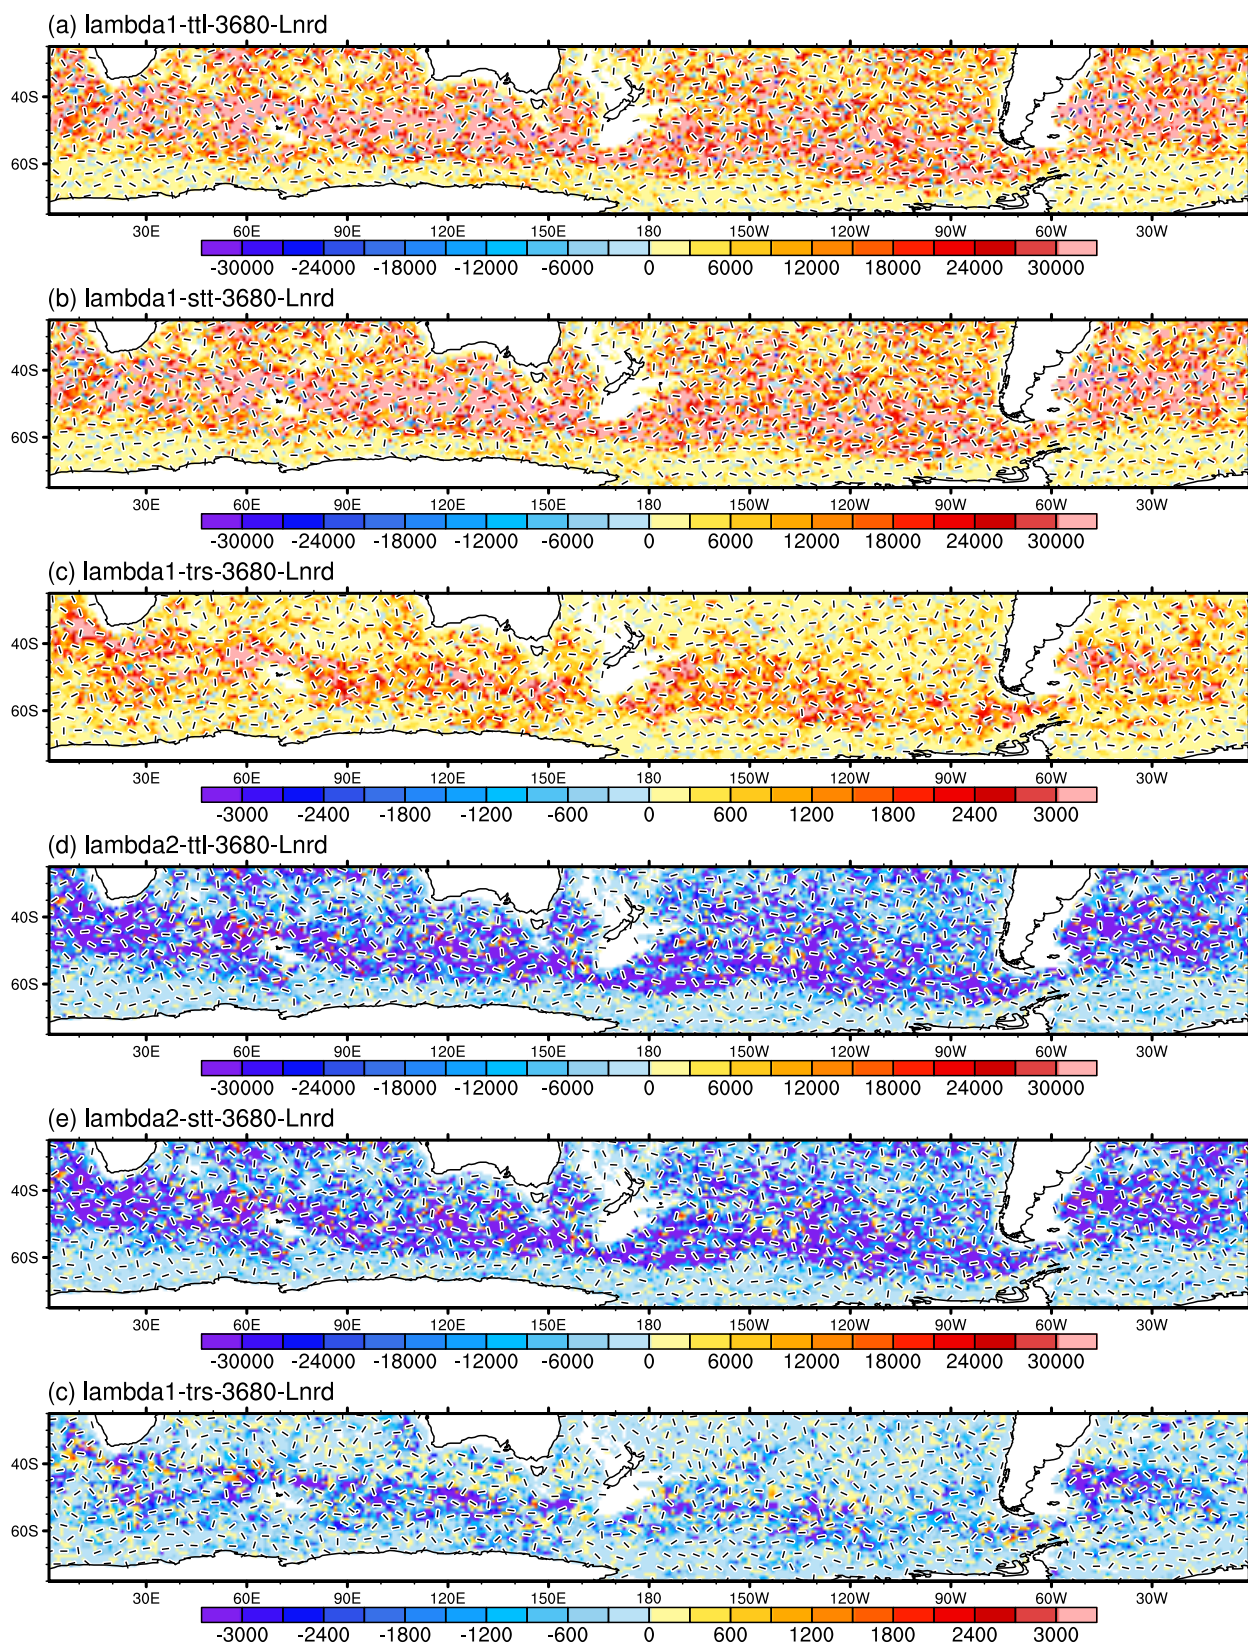 (a) lambda1-ttl-3680-Lnrd
40S
60S
30E 60E 90E 120E 150E 180 150W 120W 90W 60W 30W
-30000 -24000 -18000 -12000 -6000 0 6000 12000 18000 24000 30000
(b) lambda1-stt-3680-Lnrd
40S
60S
30E 60E 90E 120E 150E 180 150W 120W 90W 60W 30W
-30000 -24000 -18000 -12000 -6000 0 6000 12000 18000 24000 30000
(c) lambda1-trs-3680-Lnrd
40S
60S
30E 60E 90E 120E 150E 180 150W 120W 90W 60W 30W
-3000 -2400 -1800 -1200 -600 0 600 1200 1800 2400 3000
(d) lambda2-ttl-3680-Lnrd
40S
60S
30E 60E 90E 120E 150E 180 150W 120W 90W 60W 30W
-30000 -24000 -18000 -12000 -6000 0 6000 12000 18000 24000 30000
(e) lambda2-stt-3680-Lnrd
40S
60S
30E 60E 90E 120E 150E 180 150W 120W 90W 60W 30W
-30000 -24000 -18000 -12000 -6000 0 6000 12000 18000 24000 30000
(c) lambda1-trs-3680-Lnrd
40S
60S
30E 60E 90E 120E 150E 180 150W 120W 90W 60W 30W
-3000 -2400 -1800 -1200 -600 0 600 1200 1800 2400 3000